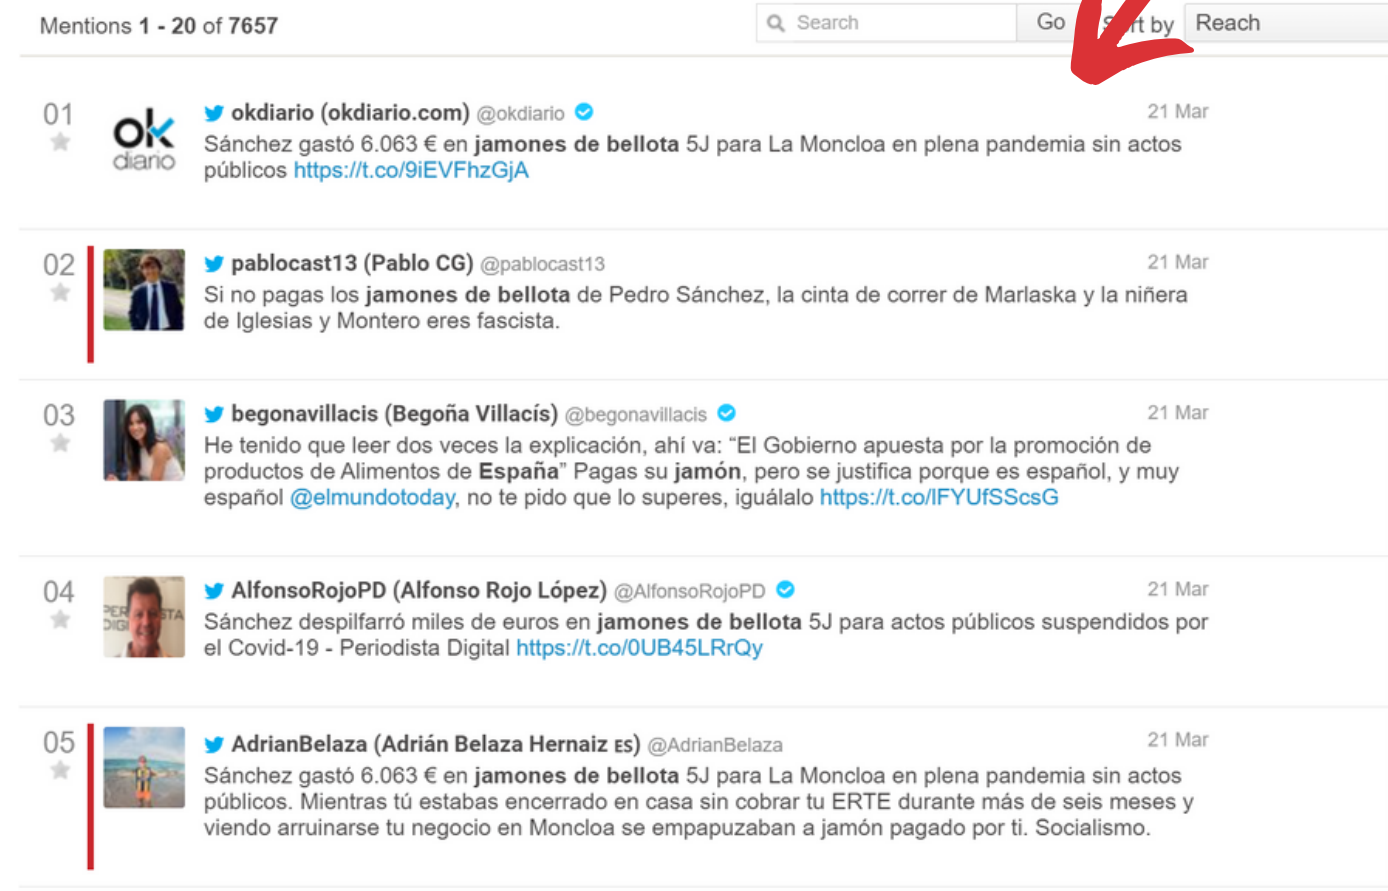 Mentions 1 - 20 of 7657
Search
Go
Sort by
Reach
01
ok
diario
okdiario (okdiario.com) @okdiario
21 Mar
Sánchez gastó 6.063 € en jamones de bellota 5J para La Moncloa en plena pandemia sin actos
públicos https://t.co/9iEVFhzGjA
02
pablocast13 (Pablo CG) @pablocast13
21 Mar
Si no pagas los jamones de bellota de Pedro Sánchez, la cinta de correr de Marlaska y la niñera
de Iglesias y Montero eres fascista.
03
begonavillacis (Begoña Villacís) @begonavillacis
21 Mar
He tenido que leer dos veces la explicación, ahí va: “El Gobierno apuesta por la promoción de
productos de Alimentos de España” Pagas su jamón, pero se justifica porque es español, y muy
español @elmundotoday, no te pido que lo superes, iguálalo https://t.co/lFYUfSScsG
04
AlfonsoRojoPD (Alfonso Rojo López) @AlfonsoRojoPD
21 Mar
Sánchez despilfarró miles de euros en jamones de bellota 5J para actos públicos suspendidos por
el Covid-19 - Periodista Digital https://t.co/0UB45LRrQy
05
AdrianBelaza (Adrián Belaza Hernaiz ES) @AdrianBelaza
21 Mar
Sánchez gastó 6.063 € en jamones de bellota 5J para La Moncloa en plena pandemia sin actos
públicos. Mientras tú estabas encerrado en casa sin cobrar tu ERTE durante más de seis meses y
viendo arruinarse tu negocio en Moncloa se empapuzaban a jamón pagado por ti. Socialismo.